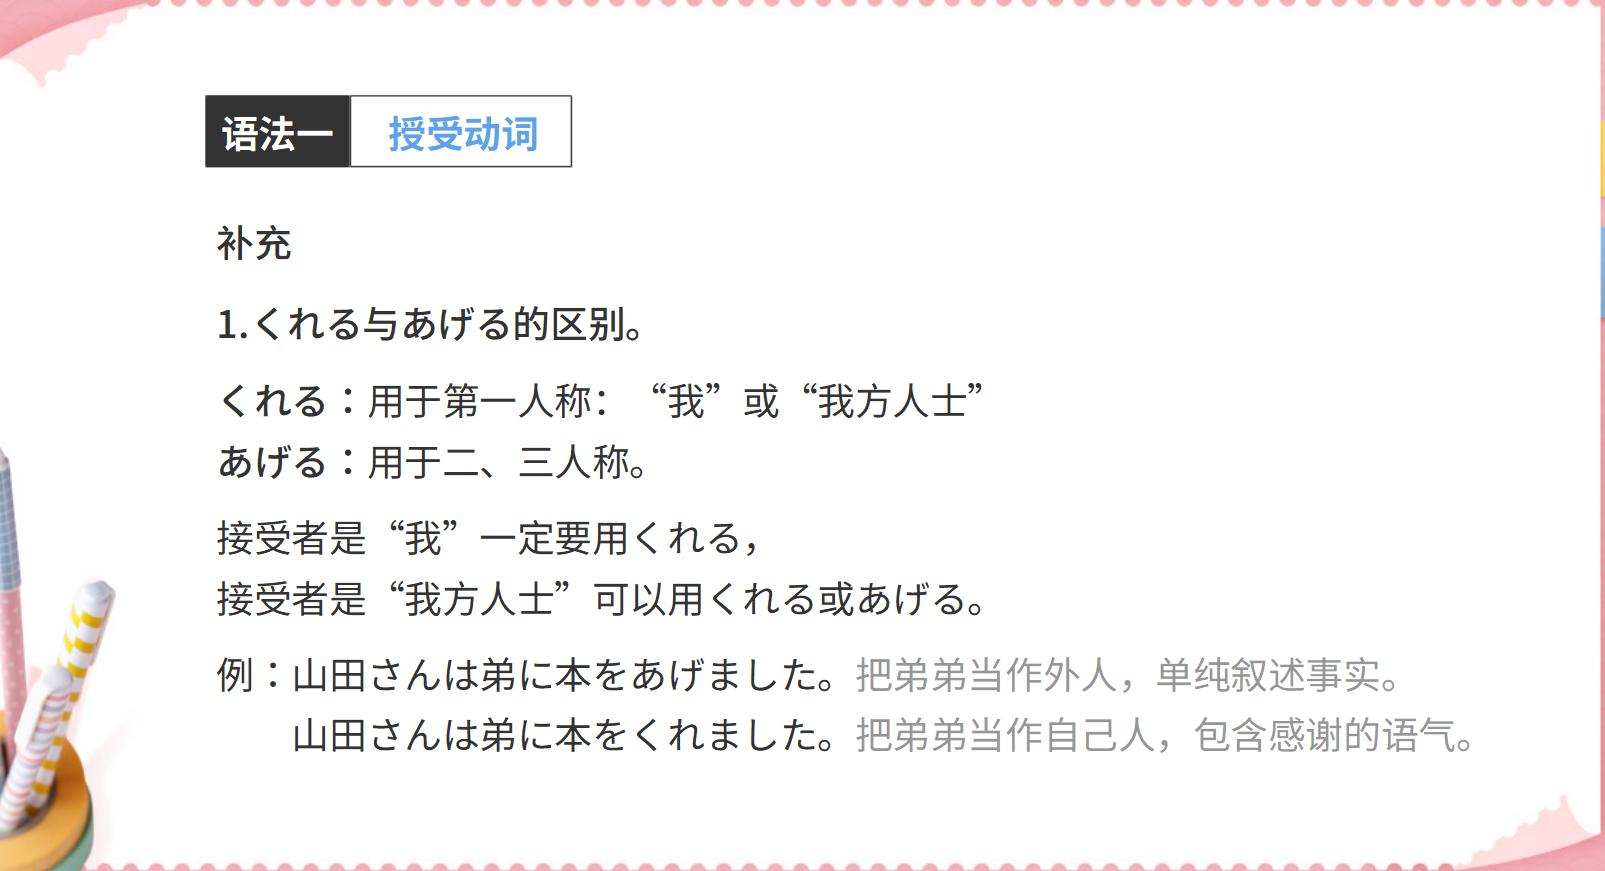 语法一 授受动词
补充
1.くれる与あげる的区别。
くれる：用于第一人称：“我”或“我方人士”
あげる：用于二、三人称。
接受者是“我”一定要用くれる，
接受者是“我方人士”可以用くれる或あげる。
例：山田さんは弟に本をあげました。把弟弟当作外人，单纯叙述事实。
山田さんは弟に本をくれました。把弟弟当作自己人，包含感谢的语气。